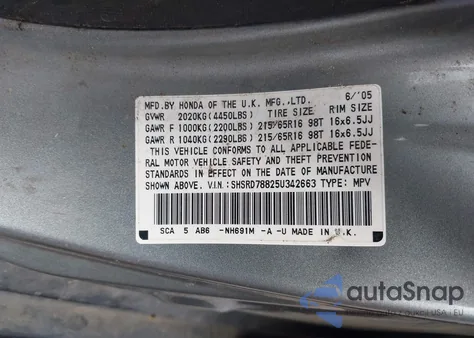 MFD.BY HONDA OF THE U.K. MFG.,LTD. 6/'05
GVWR 2020KG(4450LBS) TIRE SIZE RIM SIZE
GAWR F 1000KG(2200LBS) 215/65R16 98T 16x6.5JJ
GAWR R 1040KG(2290LBS) 215/65R16 98T 16x6.5JJ
THIS VEHICLE CONFORMS TO ALL APPLICABLE FEDE-
RAL MOTOR VEHICLE SAFETY AND THEFT PREVENTION
STANDARDS IN EFFECT ON THE DATE OF MANUFACTURE
SHOWN ABOVE. V.I.N.:SHSRD78825U342663 TYPE: MPV
SCA 5 AB6 -NH691M -A -U MADE IN U.K.
autoSnap